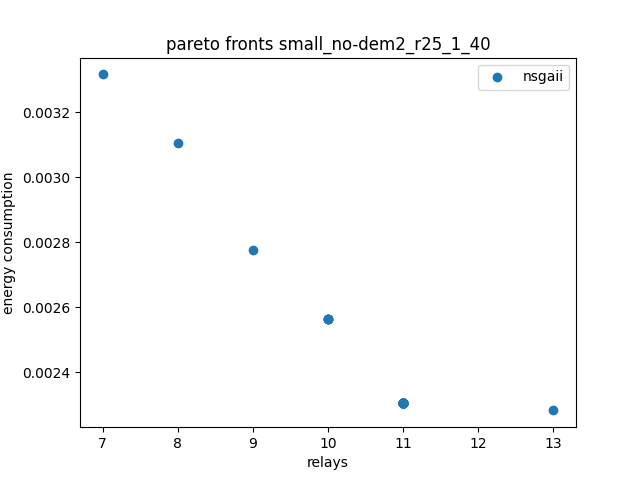 pareto fronts small_no-dem2_r25_1_40
nsgaii
energy consumption
0.0032
0.0030
0.0028
0.0026
0.0024
7 8 9 10 11 12 13
relays